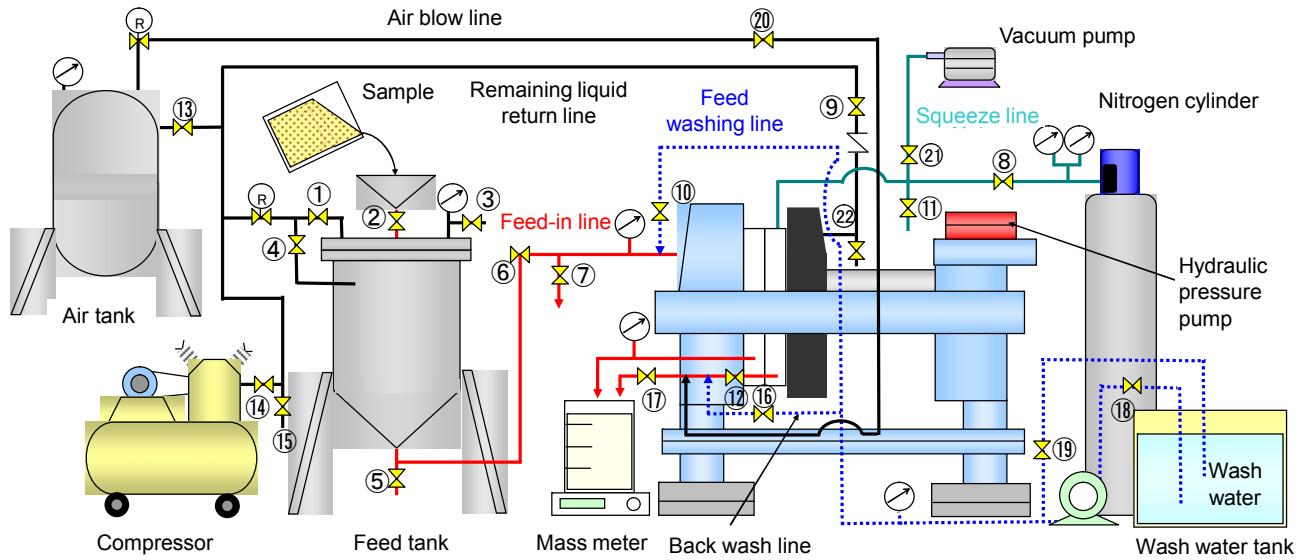 Air blow line
⑳
R
Vacuum pump
Sample
Remaining liquid
return line
Feed
washing line
⑨
Squeeze line
Nitrogen cylinder
⑬
㉑
⑧
R
①
②
③
⑩
⑪
④
Feed-in line
㉒
⑥
⑦
Hydraulic
pressure
pump
Air tank
⑰
⑫
⑯
⑱
⑭
⑮
⑤
⑲
Wash
water
Compressor
Feed tank
Mass meter
Back wash line
Wash water tank